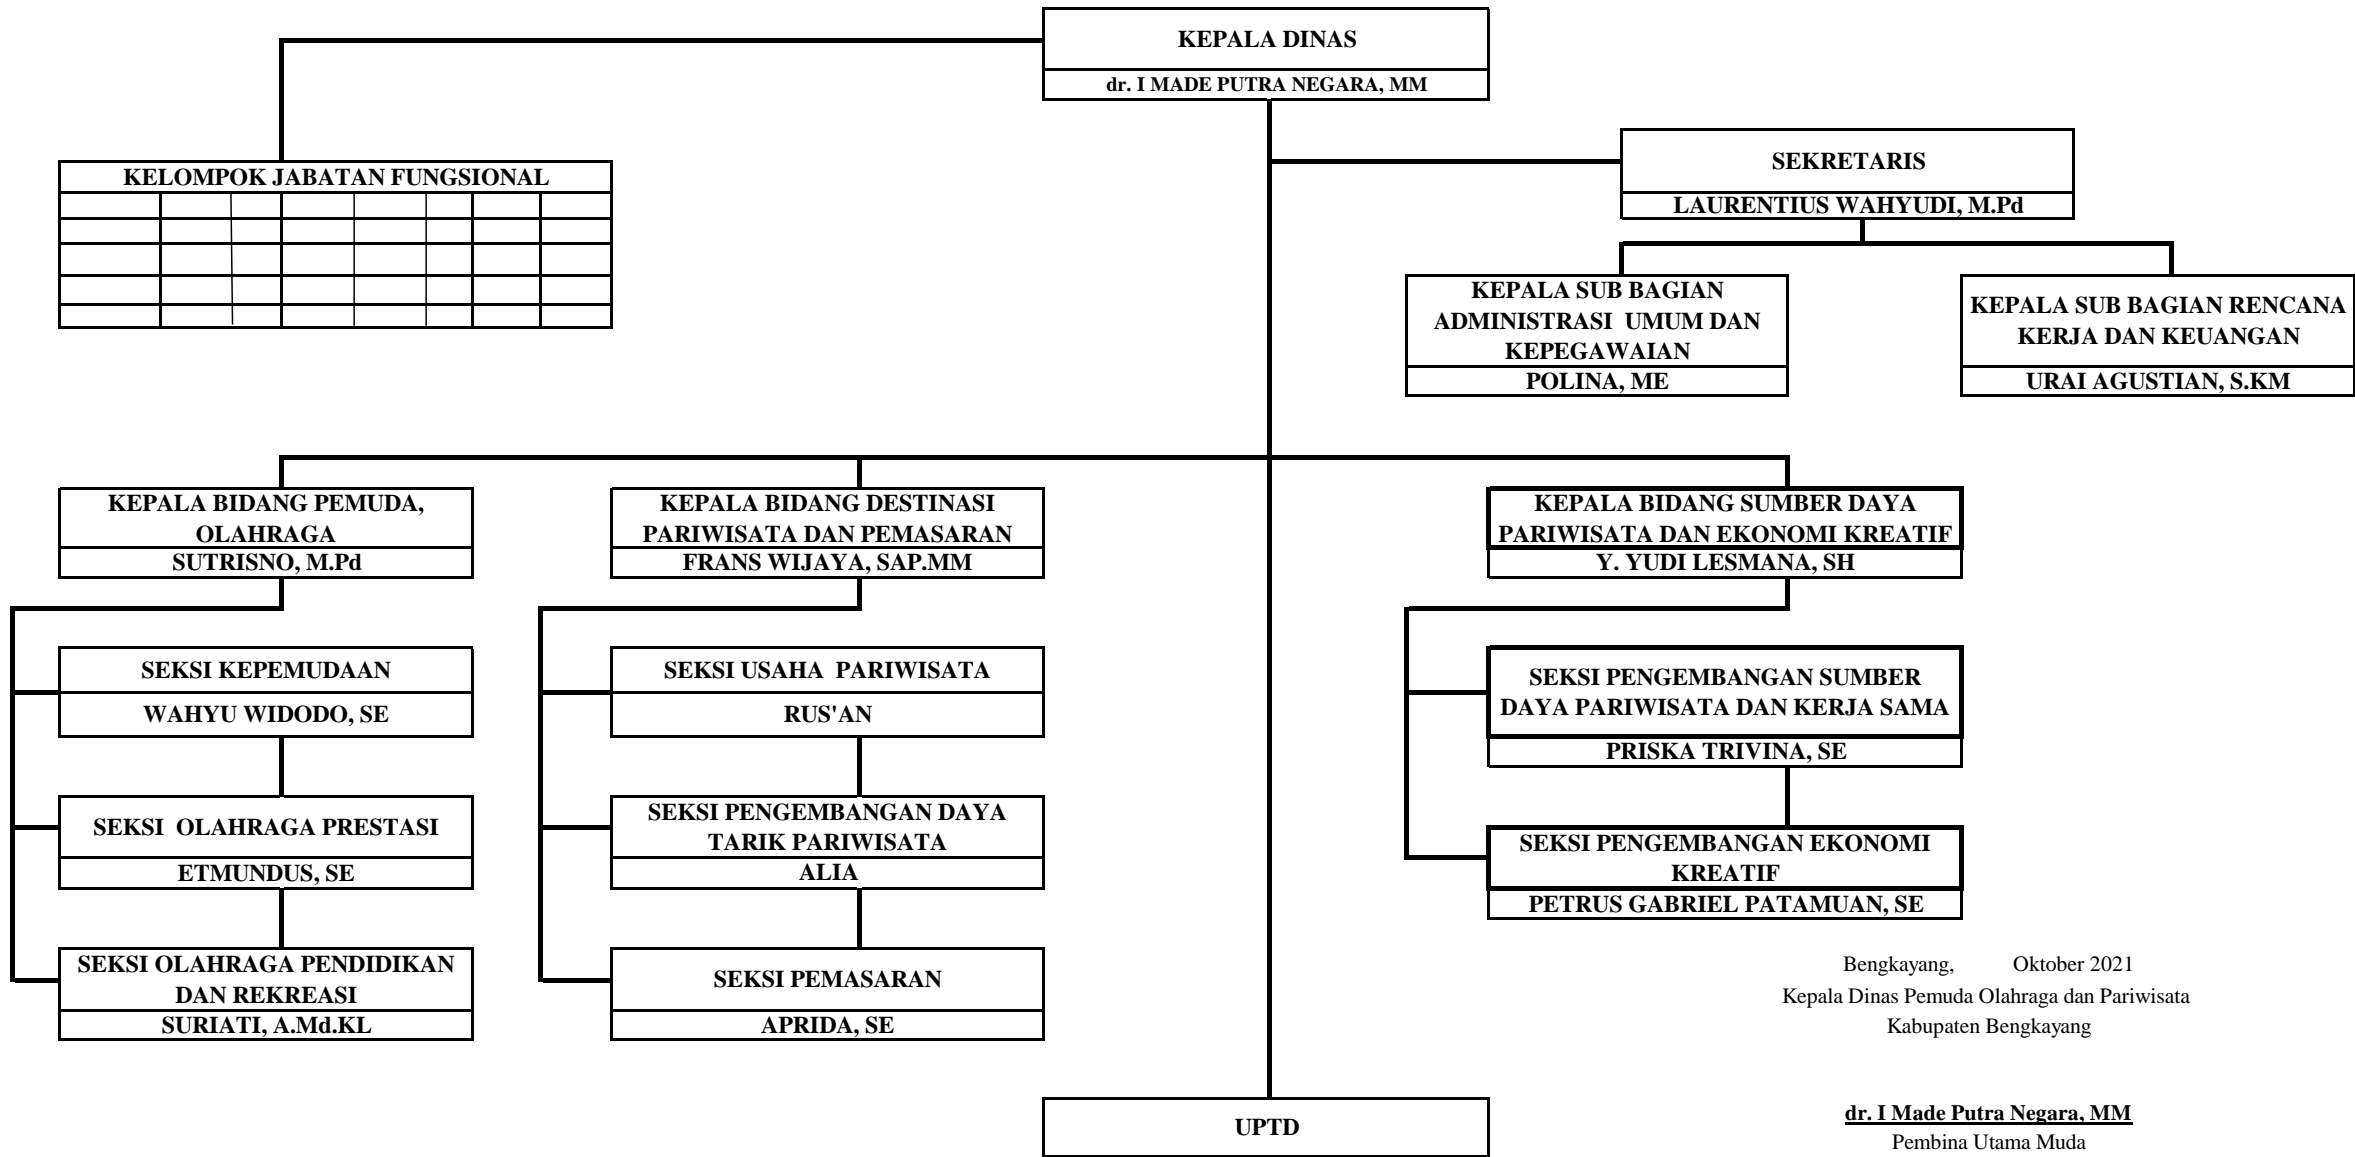 KEPALA DINAS
dr. I MADE PUTRA NEGARA, MM
SEKRETARIS
LAURENTIUS WAHYUDI, M.Pd
KELOMPOK JABATAN FUNGSIONAL
KEPALA SUB BAGIAN
ADMINISTRASI UMUM DAN
KEPEGAWAIAN
POLINA, ME
KEPALA SUB BAGIAN RENCANA
KERJA DAN KEUANGAN
URAI AGUSTIAN, S.KM
KEPALA BIDANG PEMUDA,
OLAHRAGA
SUTRISNO, M.Pd
KEPALA BIDANG DESTINASI
PARIWISATA DAN PEMASARAN
FRANS WIJAYA, SAP.MM
KEPALA BIDANG SUMBER DAYA
PARIWISATA DAN EKONOMI KREATIF
Y. YUDI LESMANA, SH
SEKSI KEPEMUDAAN
WAHYU WIDODO, SE
SEKSI OLAHRAGA PRESTASI
ETMUNDUS, SE
SEKSI OLAHRAGA PENDIDIKAN
DAN REKREASI
SURIATI, A.Md.KL
SEKSI USAHA PARIWISATA
RUS'AN
SEKSI PENGEMBANGAN DAYA
TARIK PARIWISATA
ALIA
SEKSI PEMASARAN
APRIDA, SE
SEKSI PENGEMBANGAN SUMBER
DAYA PARIWISATA DAN KERJA SAMA
PRISKA TRIVINA, SE
SEKSI PENGEMBANGAN EKONOMI
KREATIF
PETRUS GABRIEL PATAMUAN, SE
UPTD
Bengkayang, Oktober 2021
Kepala Dinas Pemuda Olahraga dan Pariwisata
Kabupaten Bengkayang
dr. I Made Putra Negara, MM
Pembina Utama Muda